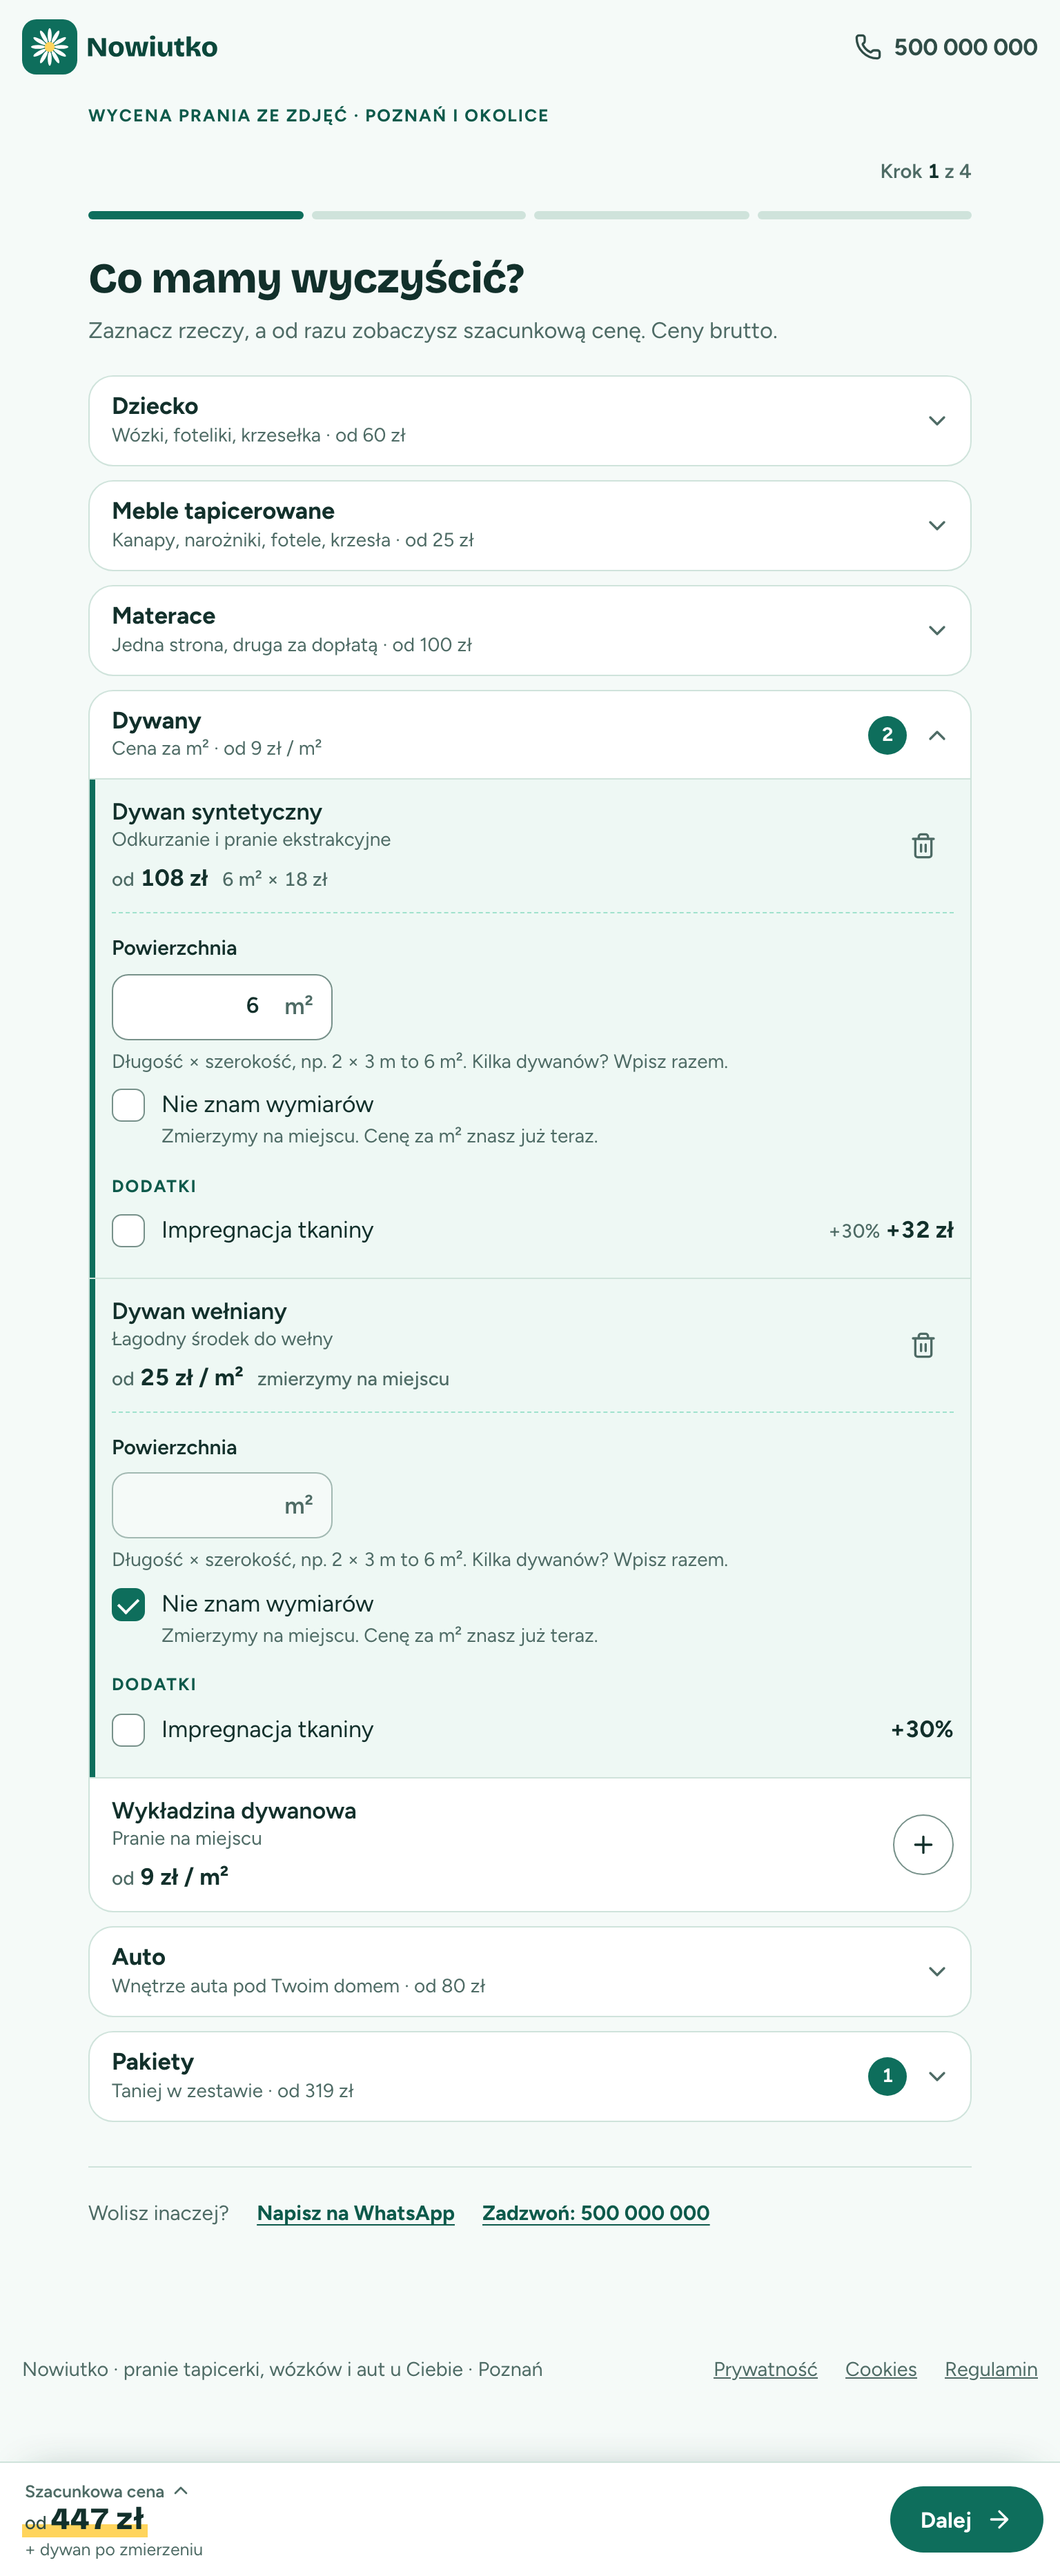 Nowiutko
500 000 000
WYCENA PRANIA ZE ZDJĘĆ · POZNAŃ I OKOLICE
Krok 1 z 4
Co mamy wyczyścić?
Zaznacz rzeczy, a od razu zobaczysz szacunkową cenę. Ceny brutto.
Dziecko
Wózki, foteliki, krzesełka · od 60 zł
Meble tapicerowane
Kanapy, narożniki, fotele, krzesła · od 25 zł
Materace
Jedna strona, druga za dopłatą · od 100 zł
Dywany
Cena za m² · od 9 zł / m²
2
Dywan syntetyczny
Odkurzanie i pranie ekstrakcyjne
od 108 zł 6 m² × 18 zł
Powierzchnia
6 m²
Długość × szerokość, np. 2 × 3 m to 6 m². Kilka dywanów? Wpisz razem.
Nie znam wymiarów
Zmierzymy na miejscu. Cenę za m² znasz już teraz.
DODATKI
Impregnacja tkaniny +30% +32 zł
Dywan wełniany
Łagodny środek do wełny
od 25 zł / m² zmierzymy na miejscu
Powierzchnia
m²
Długość × szerokość, np. 2 × 3 m to 6 m². Kilka dywanów? Wpisz razem.
Nie znam wymiarów
Zmierzymy na miejscu. Cenę za m² znasz już teraz.
DODATKI
Impregnacja tkaniny +30%
Wykładzina dywanowa
Pranie na miejscu
od 9 zł / m²
Auto
Wnętrze auta pod Twoim domem · od 80 zł
Pakiety
Taniej w zestawie · od 319 zł
1
Wolisz inaczej? Napisz na WhatsApp Zadzwoń: 500 000 000
Nowiutko · pranie tapicerki, wózków i aut u Ciebie · Poznań
Prywatność Cookies Regulamin
Szacunkowa cena
od 447 zł
+ dywan po zmierzeniu
Dalej